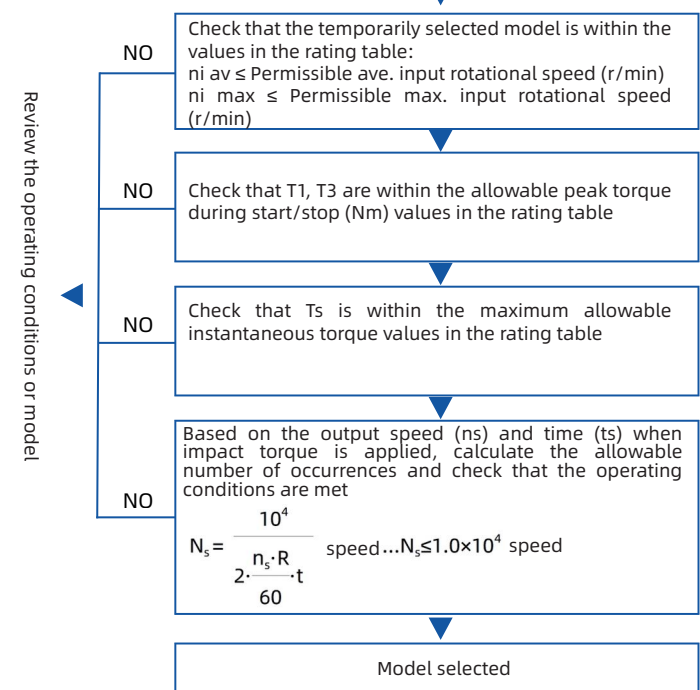 Check that the temporarily selected model is within the
values in the rating table:
ni av ≤ Permissible ave. input rotational speed (r/min)
ni max ≤ Permissible max. input rotational speed
(r/min)
NO
Review the operating conditions or model
NO
Check that T1, T3 are within the allowable peak torque
during start/stop (Nm) values in the rating table
NO
Check that Ts is within the maximum allowable
instantaneous torque values in the rating table
NO
Based on the output speed (ns) and time (ts) when
impact torque is applied, calculate the allowable
number of occurrences and check that the operating
conditions are met
10⁴
Nₛ= speed...Nₛ≤1.0×10⁴ speed
nₛ·R
2· ·t
60
Model selected